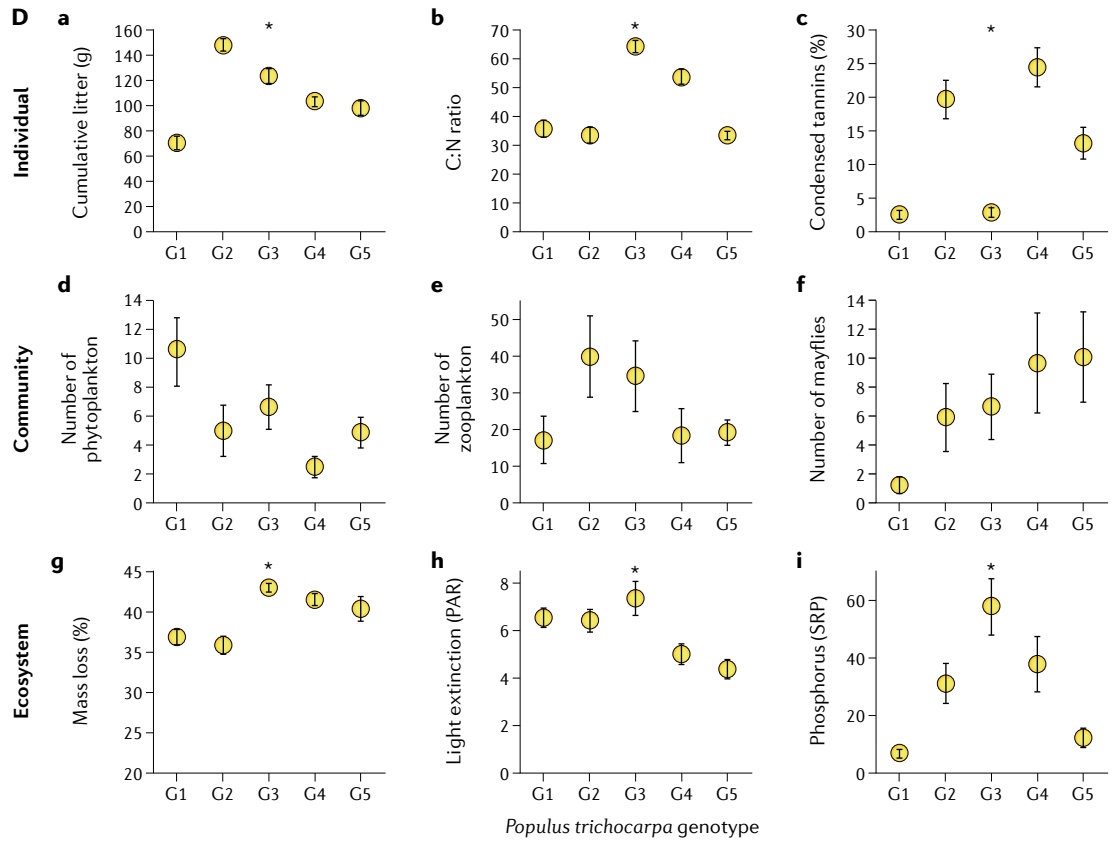 D
Individual
a
Cumulative litter (g)
160
140
120
100
80
60
40
20
0
*
G1 G2 G3 G4 G5
b
C:N ratio
70
60
50
40
30
20
10
0
*
G1 G2 G3 G4 G5
c
Condensed tannins (%)
30
25
20
15
10
5
0
*
G1 G2 G3 G4 G5
Community
d
Number of
phytoplankton
14
12
10
8
6
4
2
0
G1 G2 G3 G4 G5
e
Number of
zooplankton
50
40
30
20
10
0
G1 G2 G3 G4 G5
f
Number of mayflies
14
12
10
8
6
4
2
0
G1 G2 G3 G4 G5
Ecosystem
g
Mass loss (%)
45
40
35
30
25
20
*
G1 G2 G3 G4 G5
h
Light extinction (PAR)
8
6
4
2
0
*
G1 G2 G3 G4 G5
i
Phosphorus (SRP)
60
40
20
0
*
G1 G2 G3 G4 G5
Populus trichocarpa genotype